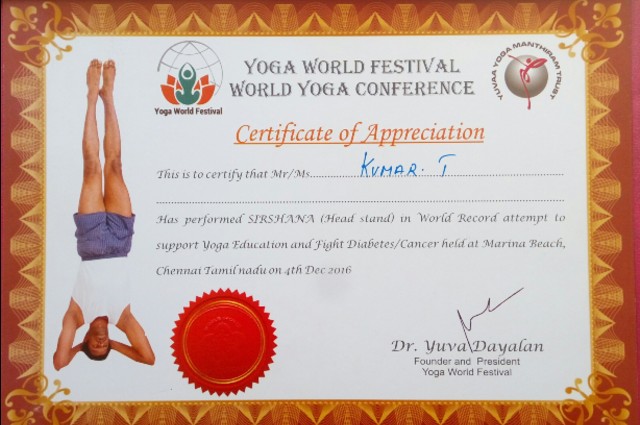 YOGA WORLD FESTIVAL
WORLD YOGA CONFERENCE
Yoga World Festival
YUVAA YOGA MANTHIRAM TRUST
Certificate of Appreciation
This is to certify that Mr/Ms. KUMAR. T
Has performed SIRSHANA (Head stand) in World Record attempt to
support Yoga Education and Fight Diabetes/Cancer held at Marina Beach,
Chennai Tamilnadu on 4th Dec 2016
Dr. Yuva Dayalan
Founder and President
Yoga World Festival